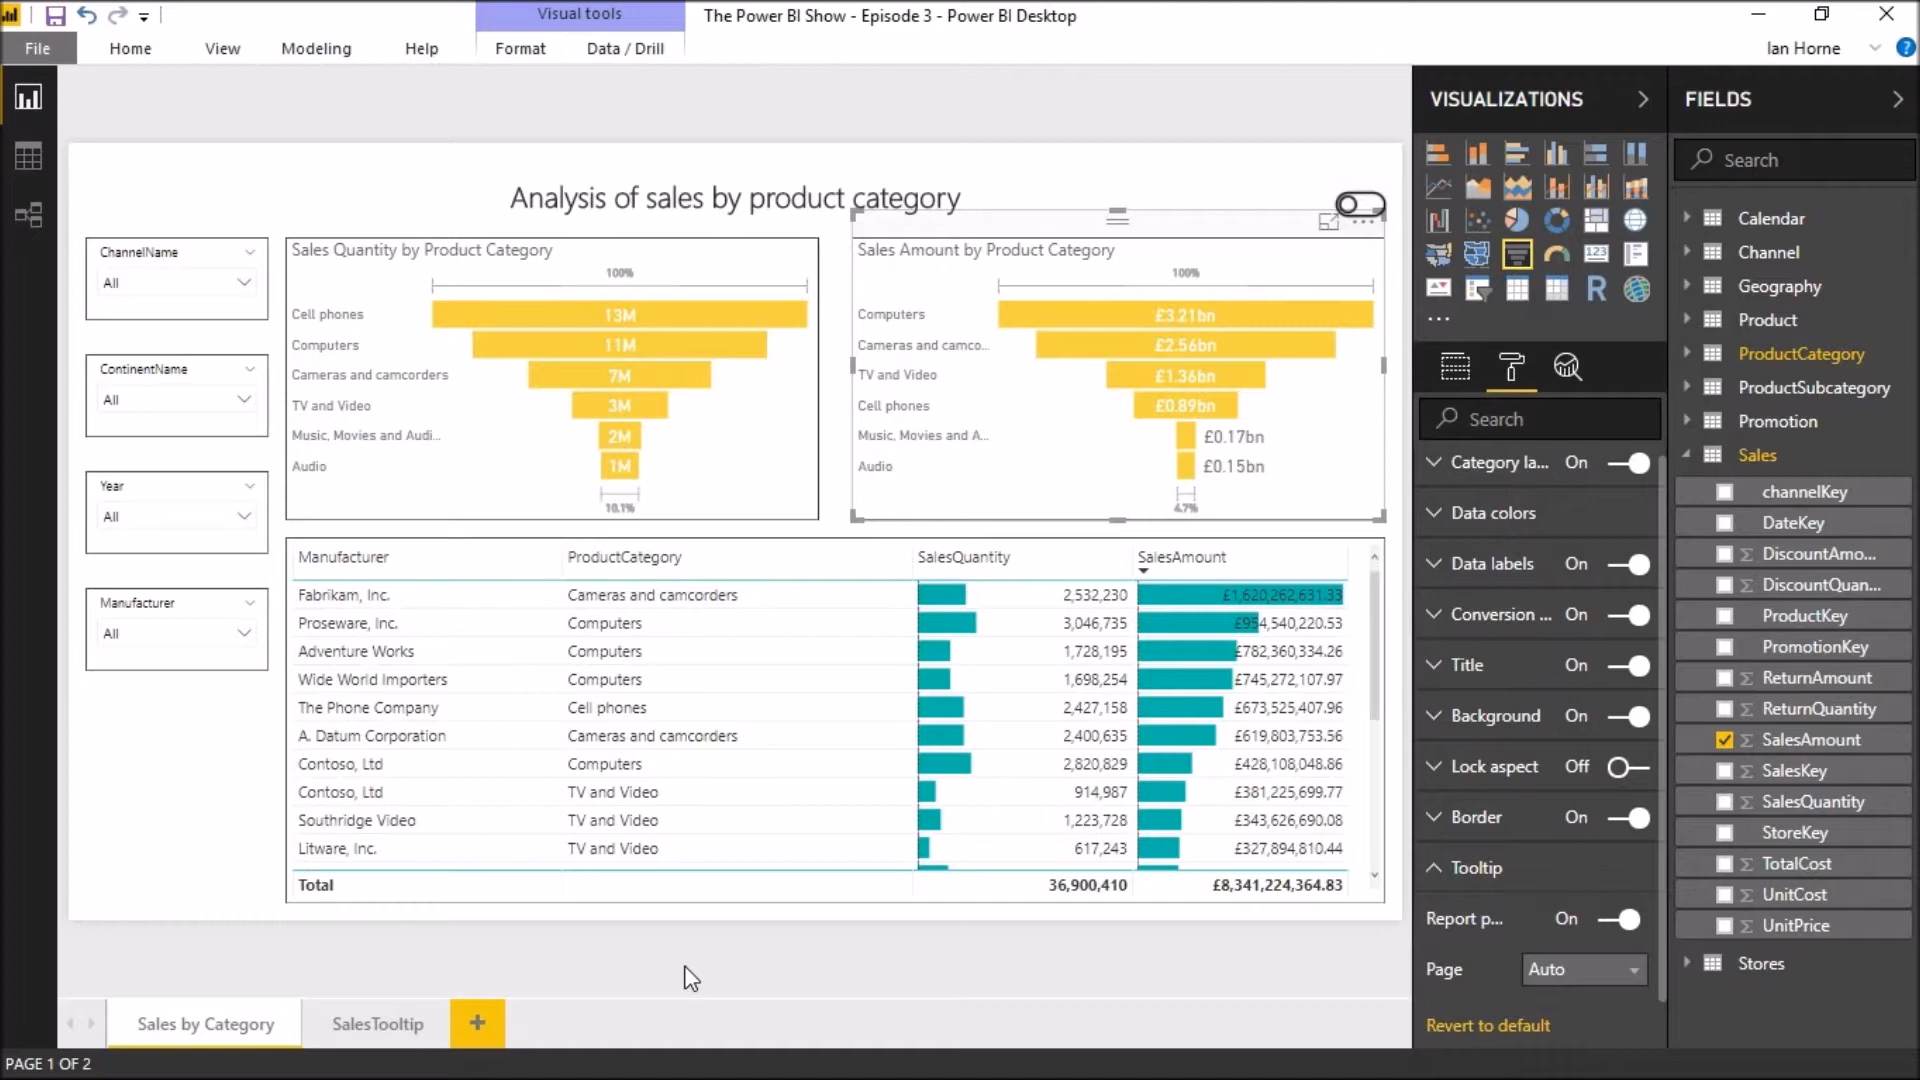 Visual tools
The Power BI Show - Episode 3 - Power BI Desktop
File Home View Modeling Help Format Data / Drill
Ian Horne
?
Analysis of sales by product category
ChannelName
All
ContinentName
All
Year
All
Manufacturer
All
Sales Quantity by Product Category
100%
Cell phones 13M
Computers 11M
Cameras and camcorders 7M
TV and Video 3M
Music, Movies and Audi... 2M
Audio 1M
10.1%
Sales Amount by Product Category
100%
Computers £3.21bn
Cameras and camco... £2.56bn
TV and Video £1.36bn
Cell phones £0.89bn
Music, Movies and A... £0.17bn
Audio £0.15bn
4.7%
Manufacturer ProductCategory SalesQuantity SalesAmount
Fabrikam, Inc. Cameras and camcorders 2,532,230 £1,620,262,631.33
Proseware, Inc. Computers 3,046,735 £954,540,220.53
Adventure Works Computers 1,728,195 £782,360,334.26
Wide World Importers Computers 1,698,254 £745,272,107.97
The Phone Company Cell phones 2,427,158 £673,525,407.96
A. Datum Corporation Cameras and camcorders 2,400,635 £619,803,753.56
Contoso, Ltd Computers 2,820,829 £428,108,048.86
Contoso, Ltd TV and Video 914,987 £381,225,699.77
Southridge Video TV and Video 1,223,728 £343,626,690.08
Litware, Inc. TV and Video 617,243 £327,894,810.44
Total 36,900,410 £8,341,224,364.83
Sales by Category SalesTooltip +
PAGE 1 OF 2
VISUALIZATIONS
123
R
...
Search
Category la... On
Data colors
Data labels On
Conversion ... On
Title On
Background On
Lock aspect Off
Border On
Tooltip
Report p... On
Page Auto
Revert to default
FIELDS
Search
Calendar
Channel
Geography
Product
ProductCategory
ProductSubcategory
Promotion
Sales
channelKey
DateKey
Σ DiscountAmo...
Σ DiscountQuan...
ProductKey
PromotionKey
Σ ReturnAmount
Σ ReturnQuantity
Σ SalesAmount
SalesKey
Σ SalesQuantity
StoreKey
Σ TotalCost
Σ UnitCost
Σ UnitPrice
Stores